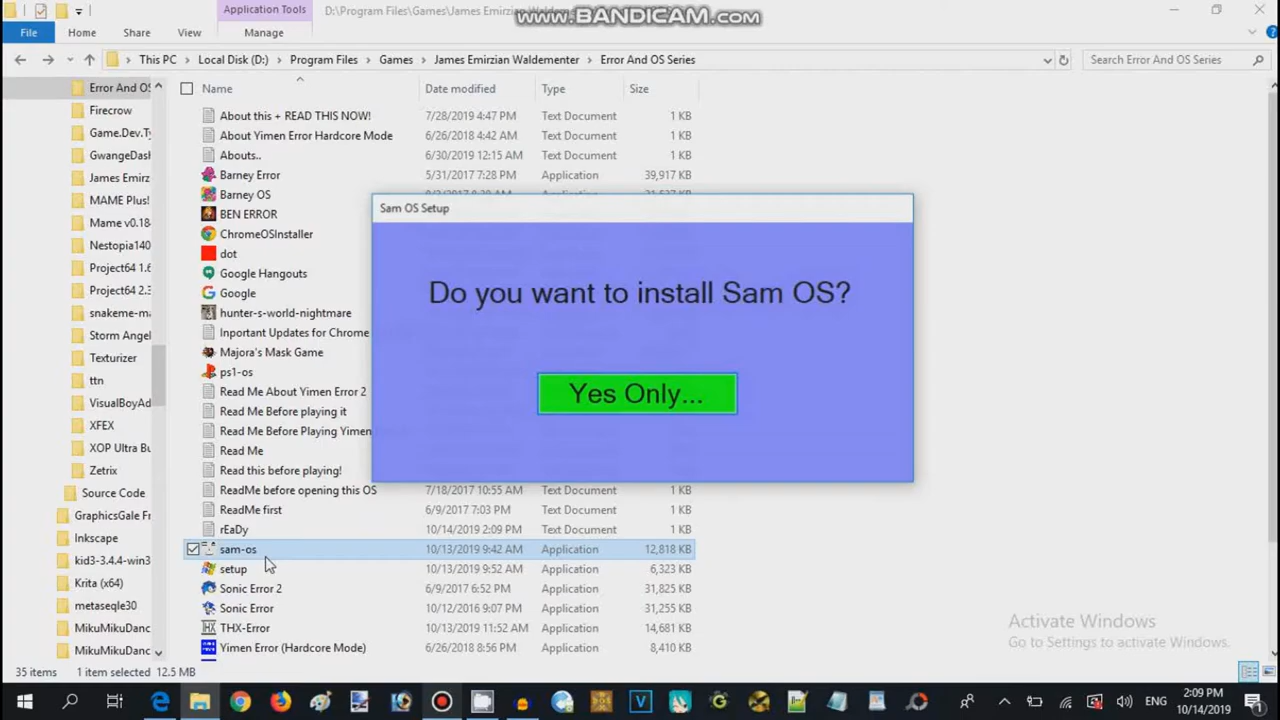 Application Tools
D:\Program Files\Games\James Emirzian Waldem
www.BANDICAM.com
File
Home
Share
View
Manage
This PC
Local Disk (D:)
Program Files
Games
James Emirzian Waldementer
Error And OS Series
Search Error And OS Series
Error And OS
Firecrow
Game.Dev.Ty
GwangeDash
James Emirz
MAME Plus!
Mame v0.18
Nestopia140
Project64 1.6
Project64 2.3
snakeme-ma
Storm Angel
Texturizer
ttn
VisualBoyAd
XFEX
XOP Ultra Bu
Zetrix
Source Code
GraphicsGale Fr
Inkscape
kid3-3.4.4-win3
Krita (x64)
metaseqle30
MikuMikuDanc
MikuMikuDanc
Name
Date modified
Type
Size
About this + READ THIS NOW! 7/28/2019 4:47 PM Text Document 1 KB
About Yimen Error Hardcore Mode 6/26/2018 4:42 AM Text Document 1 KB
Abouts.. 6/30/2019 12:15 AM Text Document 1 KB
Barney Error 5/31/2017 7:28 PM Application 39,917 KB
Barney OS
BEN ERROR
ChromeOSInstaller
dot
Google Hangouts
Google
hunter-s-world-nightmare
Inportant Updates for Chrome
Majora's Mask Game
ps1-os
Read Me About Yimen Error 2
Read Me Before playing it
Read Me Before Playing Yimen
Read Me
Read this before playing!
ReadMe before opening this OS 7/18/2017 10:55 AM Text Document 1 KB
ReadMe first 6/9/2017 7:03 PM Text Document 1 KB
rEaDy 10/14/2019 2:09 PM Text Document 1 KB
sam-os 10/13/2019 9:42 AM Application 12,818 KB
setup 10/13/2019 9:52 AM Application 6,323 KB
Sonic Error 2 6/9/2017 6:52 PM Application 31,825 KB
Sonic Error 10/12/2016 9:07 PM Application 31,255 KB
THX-Error 10/13/2019 11:52 AM Application 14,681 KB
Yimen Error (Hardcore Mode) 6/26/2018 8:56 PM Application 8,410 KB
Sam OS Setup
Do you want to install Sam OS?
Yes Only...
Activate Windows
Go to Settings to activate Windows.
35 items
1 item selected 12.5 MB
ENG
2:09 PM
10/14/2019